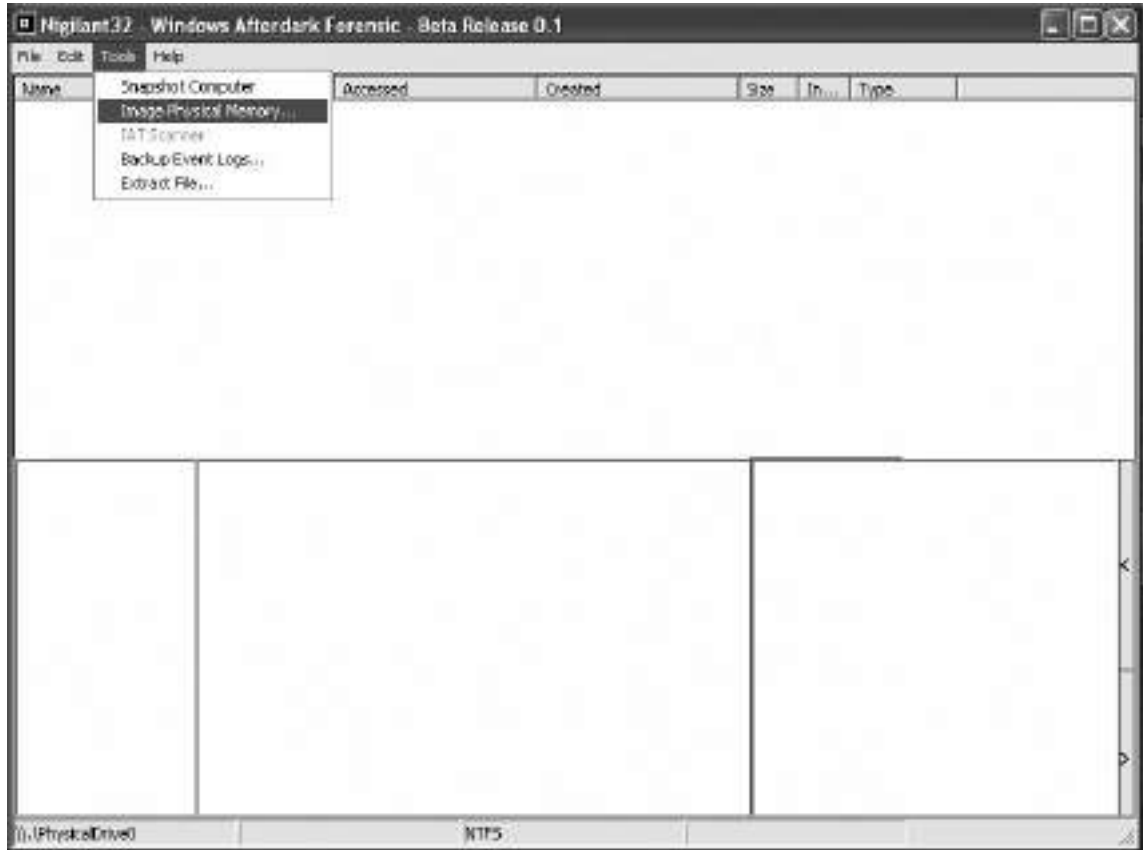 Nigilant32 - Windows Afterdark Forensic - Beta Release 0.1
File Edit Tools Help
Name Accessed Created Size In... Type
Snapshot Computer
Image Physical Memory...
IAT Scanner
Backup Event Logs...
Extract File...
\\.\PhysicalDrive0 NTFS